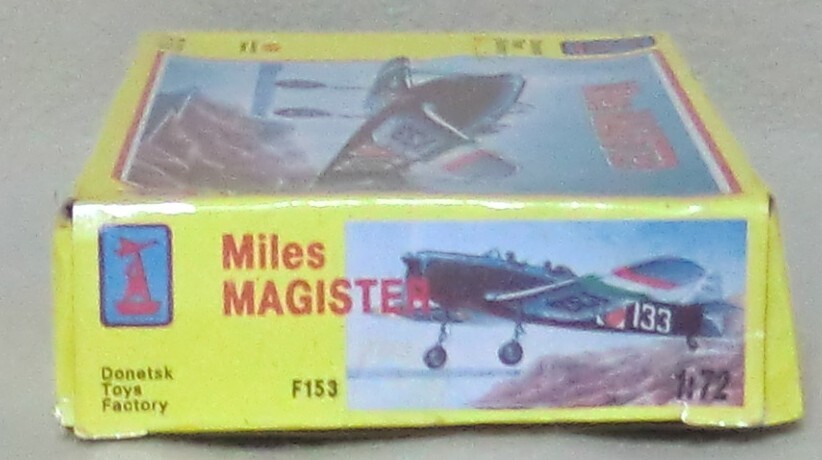 Miles
MAGISTER
133
Donetsk
Toys
Factory
F153
1:72